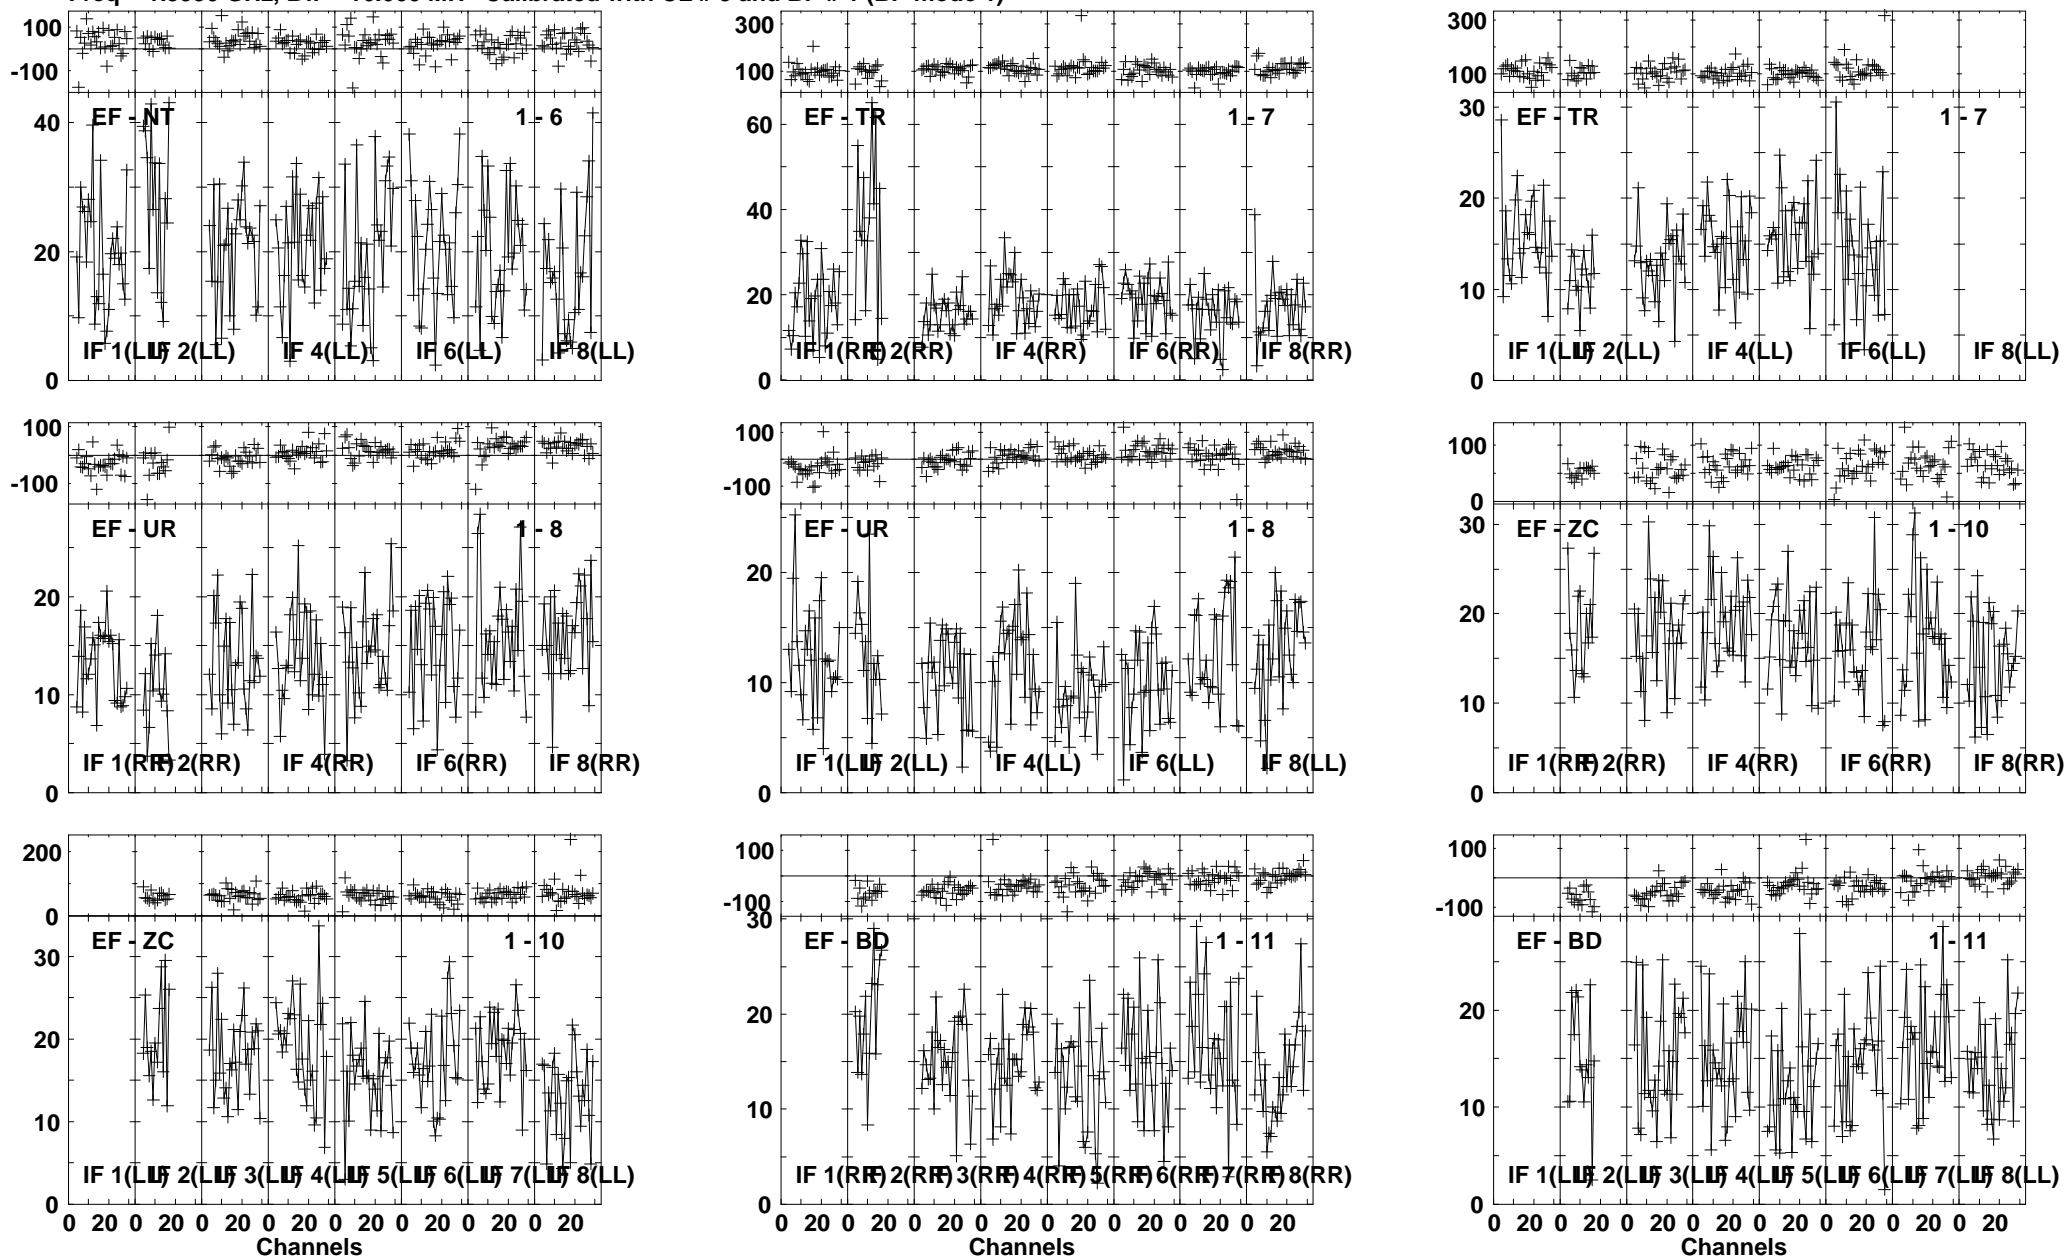 100
-100
EF - NT 1 - 6
40
20
0
IF 1(LL) IF 2(LL) IF 4(LL) IF 6(LL) IF 8(LL)
300
100
EF - TR 1 - 7
60
40
20
0
IF 1(RR) IF 2(RR) IF 4(RR) IF 6(RR) IF 8(RR)
300
100
EF - TR 1 - 7
30
20
10
0
IF 1(LL) IF 2(LL) IF 4(LL) IF 6(LL) IF 8(LL)
100
-100
EF - UR 1 - 8
20
10
0
IF 1(RR) IF 2(RR) IF 4(RR) IF 6(RR) IF 8(RR)
100
-100
EF - UR 1 - 8
20
10
0
IF 1(LL) IF 2(LL) IF 4(LL) IF 6(LL) IF 8(LL)
100
0
EF - ZC 1 - 10
30
20
10
0
IF 1(RR) IF 2(RR) IF 4(RR) IF 6(RR) IF 8(RR)
200
0
EF - ZC 1 - 10
30
20
10
0
IF 1(LL) IF 2(LL) IF 3(LL) IF 4(LL) IF 5(LL) IF 6(LL) IF 7(LL) IF 8(LL)
0 20 0 20 0 20 0 20 0 20 0 20 0 20 0 20
Channels
100
-100
EF - BD 1 - 11
30
20
10
0
IF 1(RR) IF 2(RR) IF 3(RR) IF 4(RR) IF 5(RR) IF 6(RR) IF 7(RR) IF 8(RR)
0 20 0 20 0 20 0 20 0 20 0 20 0 20 0 20
100
-100
EF - BD 1 - 11
20
10
0
IF 1(LL) IF 2(LL) IF 3(LL) IF 4(LL) IF 5(LL) IF 6(LL) IF 7(LL) IF 8(LL)
0 20 0 20 0 20 0 20 0 20 0 20 0 20 0 20
Channels